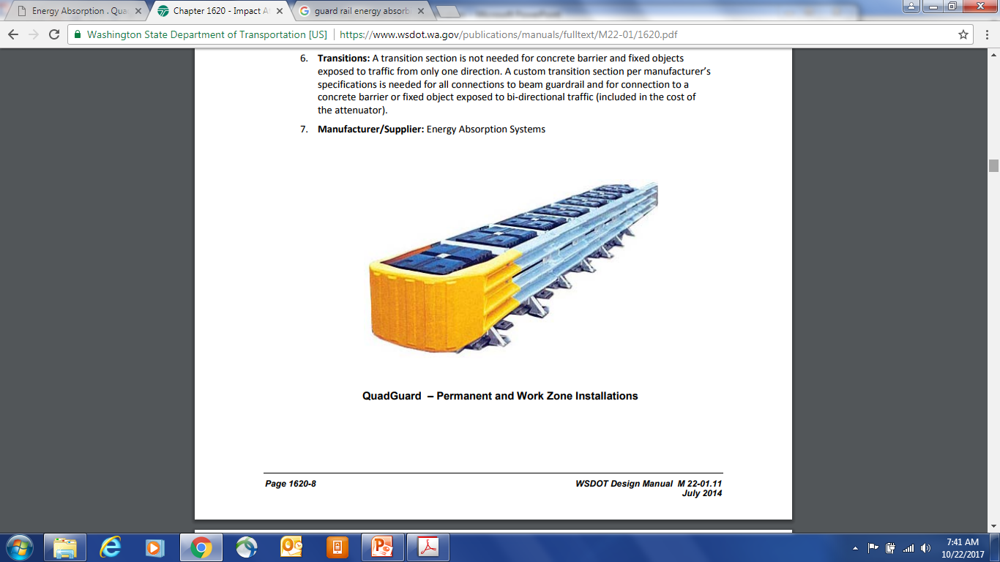 Energy Absorption . Qua
Chapter 1620 - Impact A
guard rail energy absorb
Washington State Department of Transportation [US]
https://www.wsdot.wa.gov/publications/manuals/fulltext/M22-01/1620.pdf
6. Transitions: A transition section is not needed for concrete barrier and fixed objects
exposed to traffic from only one direction. A custom transition section per manufacturer's
specifications is needed for all connections to beam guardrail and for connection to a
concrete barrier or fixed object exposed to bi-directional traffic (included in the cost of
the attenuator).
7. Manufacturer/Supplier: Energy Absorption Systems
QuadGuard – Permanent and Work Zone Installations
Page 1620-8
WSDOT Design Manual M 22-01.11
July 2014
7:41 AM
10/22/2017